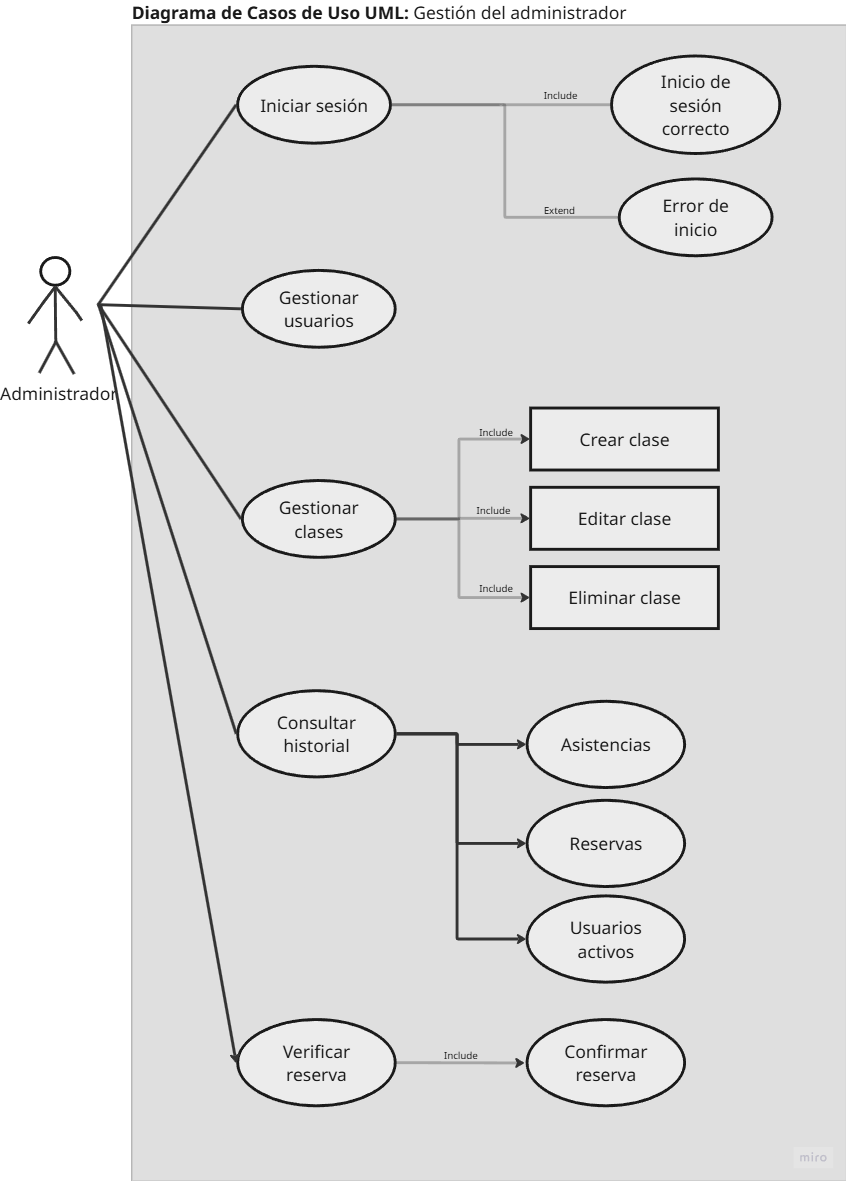 Diagrama de Casos de Uso UML: Gestión del administrador
Iniciar sesión
Include
Inicio de
sesión
correcto
Extend
Error de
inicio
Administrador
Gestionar
usuarios
Gestionar
clases
Include
Crear clase
Include
Editar clase
Include
Eliminar clase
Consultar
historial
Asistencias
Reservas
Usuarios
activos
Verificar
reserva
Include
Confirmar
reserva
miro